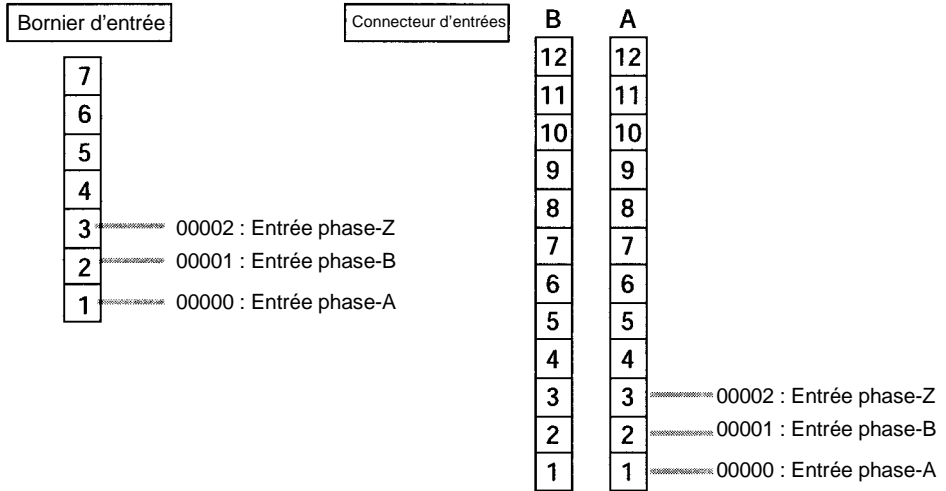 Bornier d'entrée
7
6
5
4
3 00002 : Entrée phase-Z
2 00001 : Entrée phase-B
1 00000 : Entrée phase-A
Connecteur d'entrées
B A
12 12
11 11
10 10
9 9
8 8
7 7
6 6
5 5
4 4
3 3 00002 : Entrée phase-Z
2 2 00001 : Entrée phase-B
1 1 00000 : Entrée phase-A